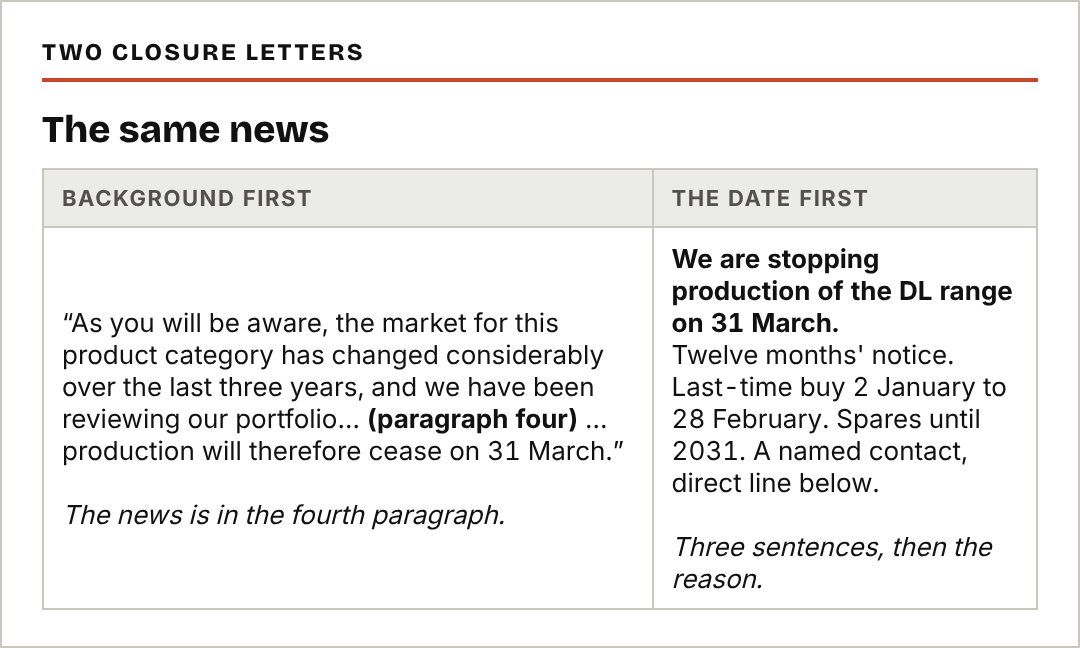 TWO CLOSURE LETTERS
The same news
BACKGROUND FIRST
“As you will be aware, the market for this
product category has changed considerably
over the last three years, and we have been
reviewing our portfolio... (paragraph four) ...
production will therefore cease on 31 March.”
The news is in the fourth paragraph.
THE DATE FIRST
We are stopping
production of the DL range
on 31 March.
Twelve months' notice.
Last-time buy 2 January to
28 February. Spares until
2031. A named contact,
direct line below.
Three sentences, then the
reason.